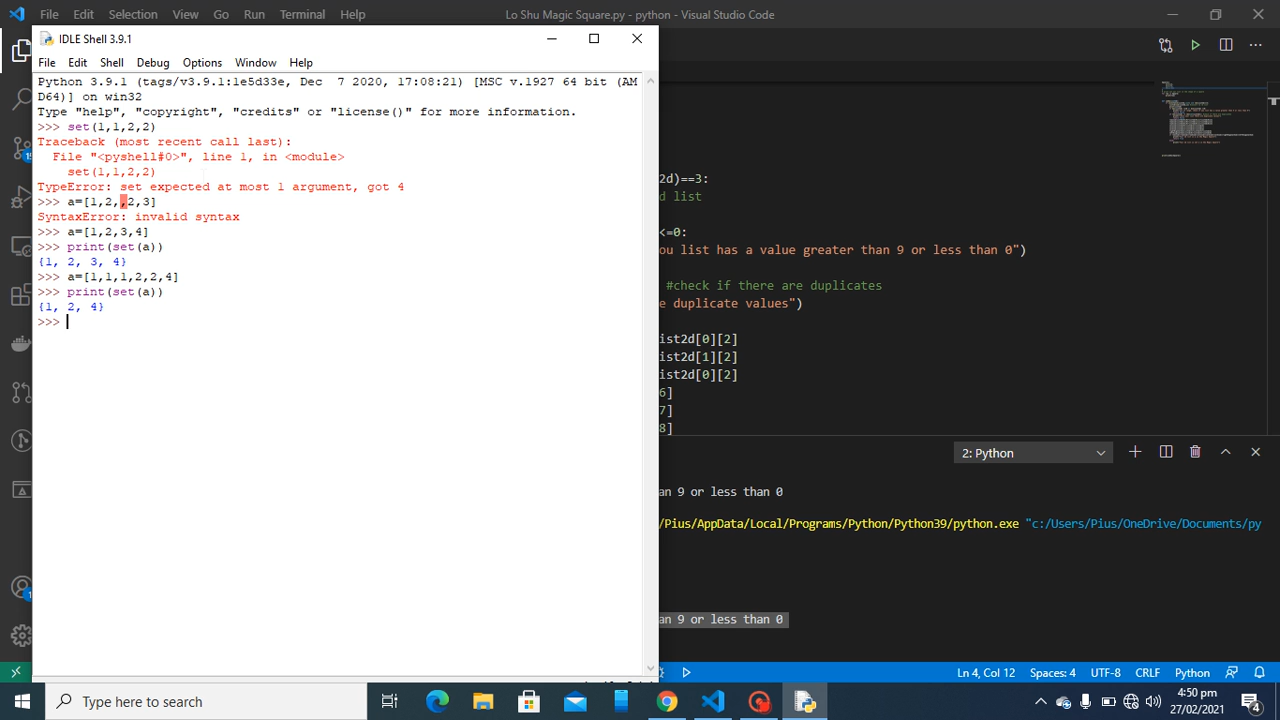 File Edit Selection View Go Run Terminal Help Lo Shu Magic Square.py - python - Visual Studio Code
IDLE Shell 3.9.1
File Edit Shell Debug Options Window Help
Python 3.9.1 (tags/v3.9.1:1e5d33e, Dec  7 2020, 17:08:21) [MSC v.1927 64 bit (AM
D64)] on win32
Type "help", "copyright", "credits" or "license()" for more information.
>>> set(1,1,2,2)
Traceback (most recent call last):
  File "<pyshell#0>", line 1, in <module>
    set(1,1,2,2)
TypeError: set expected at most 1 argument, got 4
>>> a=[1,2,,2,3]
SyntaxError: invalid syntax
>>> a=[1,2,3,4]
>>> print(set(a))
{1, 2, 3, 4}
>>> a=[1,1,1,2,2,4]
>>> print(set(a))
{1, 2, 4}
>>>
2d)==3:
d list
<=0:
ou list has a value greater than 9 or less than 0")
#check if there are duplicates
e duplicate values")
ist2d[0][2]
ist2d[1][2]
ist2d[0][2]
6]
7]
8]
2: Python
an 9 or less than 0
/Pius/AppData/Local/Programs/Python/Python39/python.exe "c:/Users/Pius/OneDrive/Documents/py
an 9 or less than 0
Ln 4, Col 12 Spaces: 4 UTF-8 CRLF Python
Type here to search
4:50 pm
27/02/2021
4